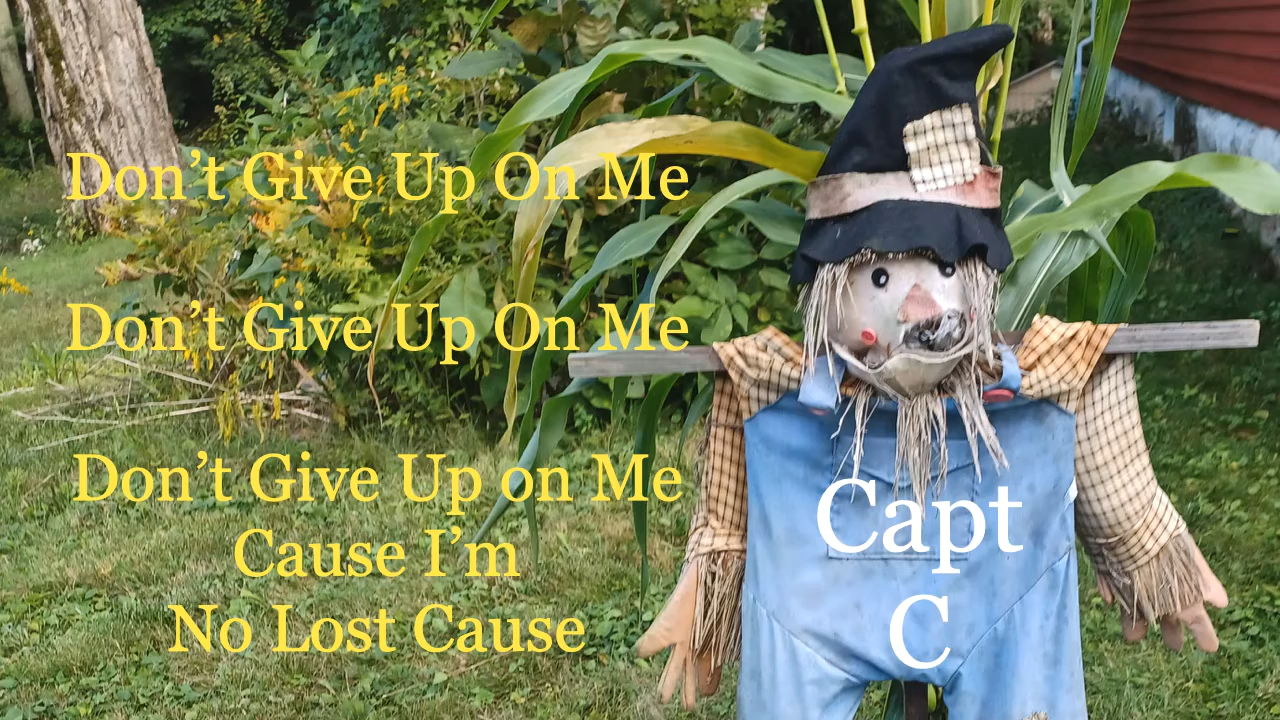 Don’t Give Up On Me
Don’t Give Up On Me
Don’t Give Up on Me
Cause I’m
No Lost Cause
Capt
C